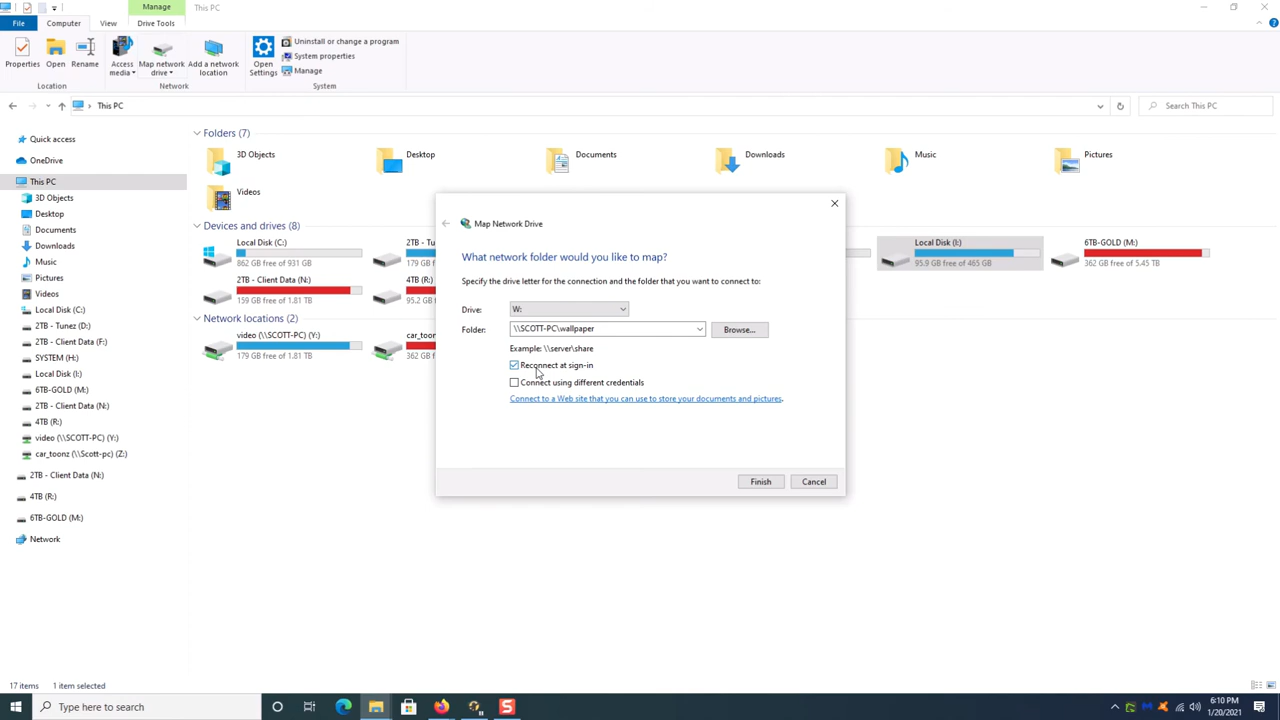 Manage
This PC
File
Computer
View
Drive Tools
Properties
Open
Rename
Access media
Map network drive
Add a network location
Open Settings
Uninstall or change a program
System properties
Manage
Location
Network
System
This PC
Search This PC
Quick access
OneDrive
This PC
3D Objects
Desktop
Documents
Downloads
Music
Pictures
Videos
Local Disk (C:)
2TB - Tunez (D:)
2TB - Client Data (F:)
SYSTEM (H:)
Local Disk (I:)
6TB-GOLD (M:)
2TB - Client Data (N:)
4TB (R:)
video (\\SCOTT-PC) (Y:)
car_toonz (\\Scott-pc) (Z:)
2TB - Client Data (N:)
4TB (R:)
6TB-GOLD (M:)
Network
Folders (7)
3D Objects
Desktop
Documents
Downloads
Music
Pictures
Videos
Devices and drives (8)
Local Disk (C:)
862 GB free of 931 GB
2TB - Tu
179 GB f
Local Disk (I:)
95.9 GB free of 465 GB
6TB-GOLD (M:)
362 GB free of 5.45 TB
2TB - Client Data (N:)
159 GB free of 1.81 TB
4TB (R:)
95.2 GB
Network locations (2)
video (\\SCOTT-PC) (Y:)
179 GB free of 1.81 TB
car_toon
362 GB f
Map Network Drive
What network folder would you like to map?
Specify the drive letter for the connection and the folder that you want to connect to:
Drive:
W:
Folder:
\\SCOTT-PC\wallpaper
Browse...
Example: \\server\share
Reconnect at sign-in
Connect using different credentials
Connect to a Web site that you can use to store your documents and pictures.
Finish
Cancel
17 items
1 item selected
Type here to search
6:10 PM
1/20/2021